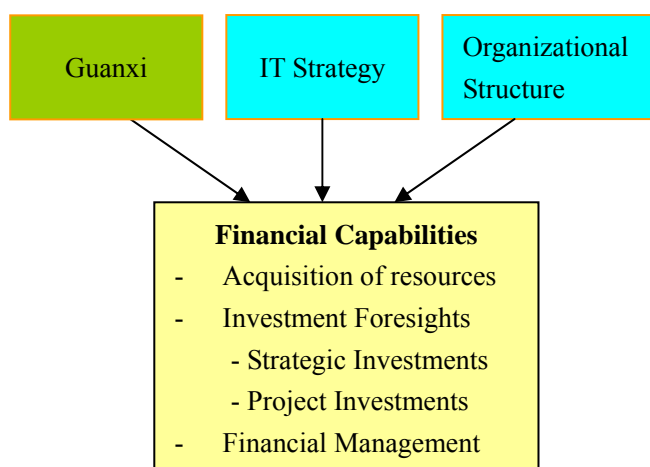 Guanxi
IT Strategy
Organizational
Structure
Financial Capabilities
- Acquisition of resources
- Investment Foresights
- Strategic Investments
- Project Investments
- Financial Management